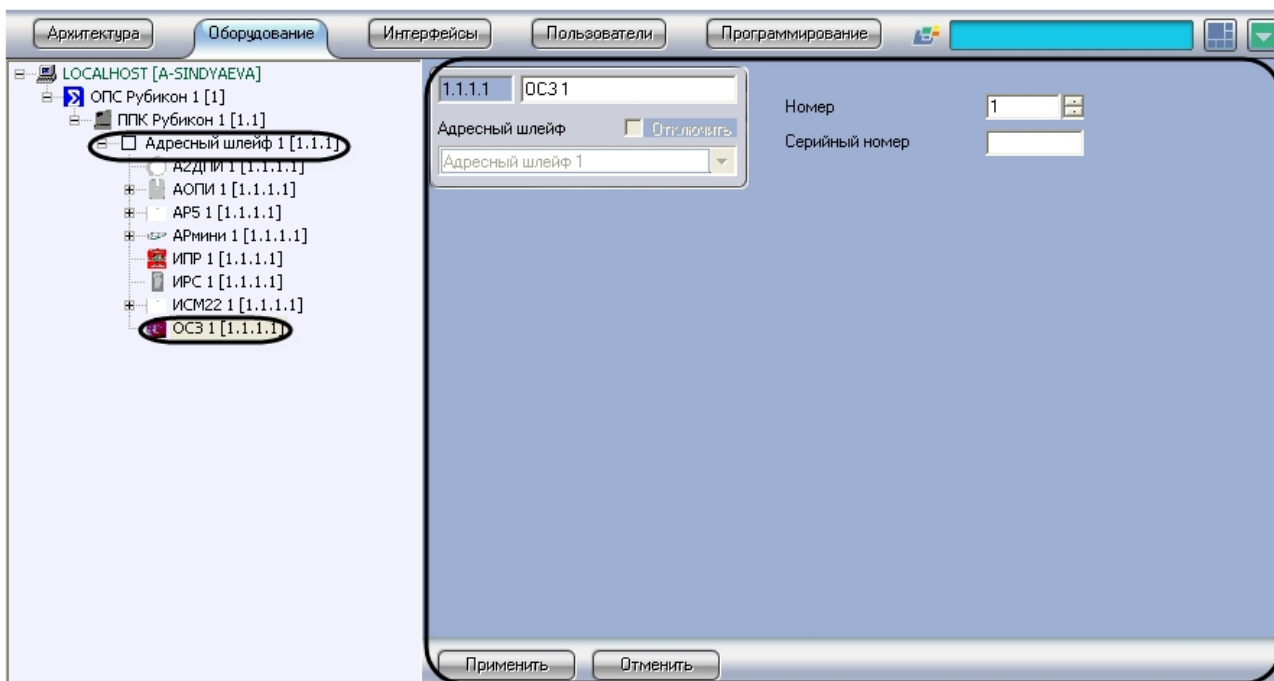 Архитектура Оборудование Интерфейсы Пользователи Программирование
LOCALHOST [A-SINDYAEVA]
ОПС Рубикон 1 [1]
ППК Рубикон 1 [1.1]
Адресный шлейф 1 [1.1.1]
А2ДПИ 1 [1.1.1.1]
АОПИ 1 [1.1.1.1]
АР5 1 [1.1.1.1]
АРмини 1 [1.1.1.1]
ИПР 1 [1.1.1.1]
ИРС 1 [1.1.1.1]
ИСМ22 1 [1.1.1.1]
ОСЗ 1 [1.1.1.1]
1.1.1.1 ОСЗ 1
Адресный шлейф Отключить
Адресный шлейф 1
Номер 1
Серийный номер
Применить Отменить